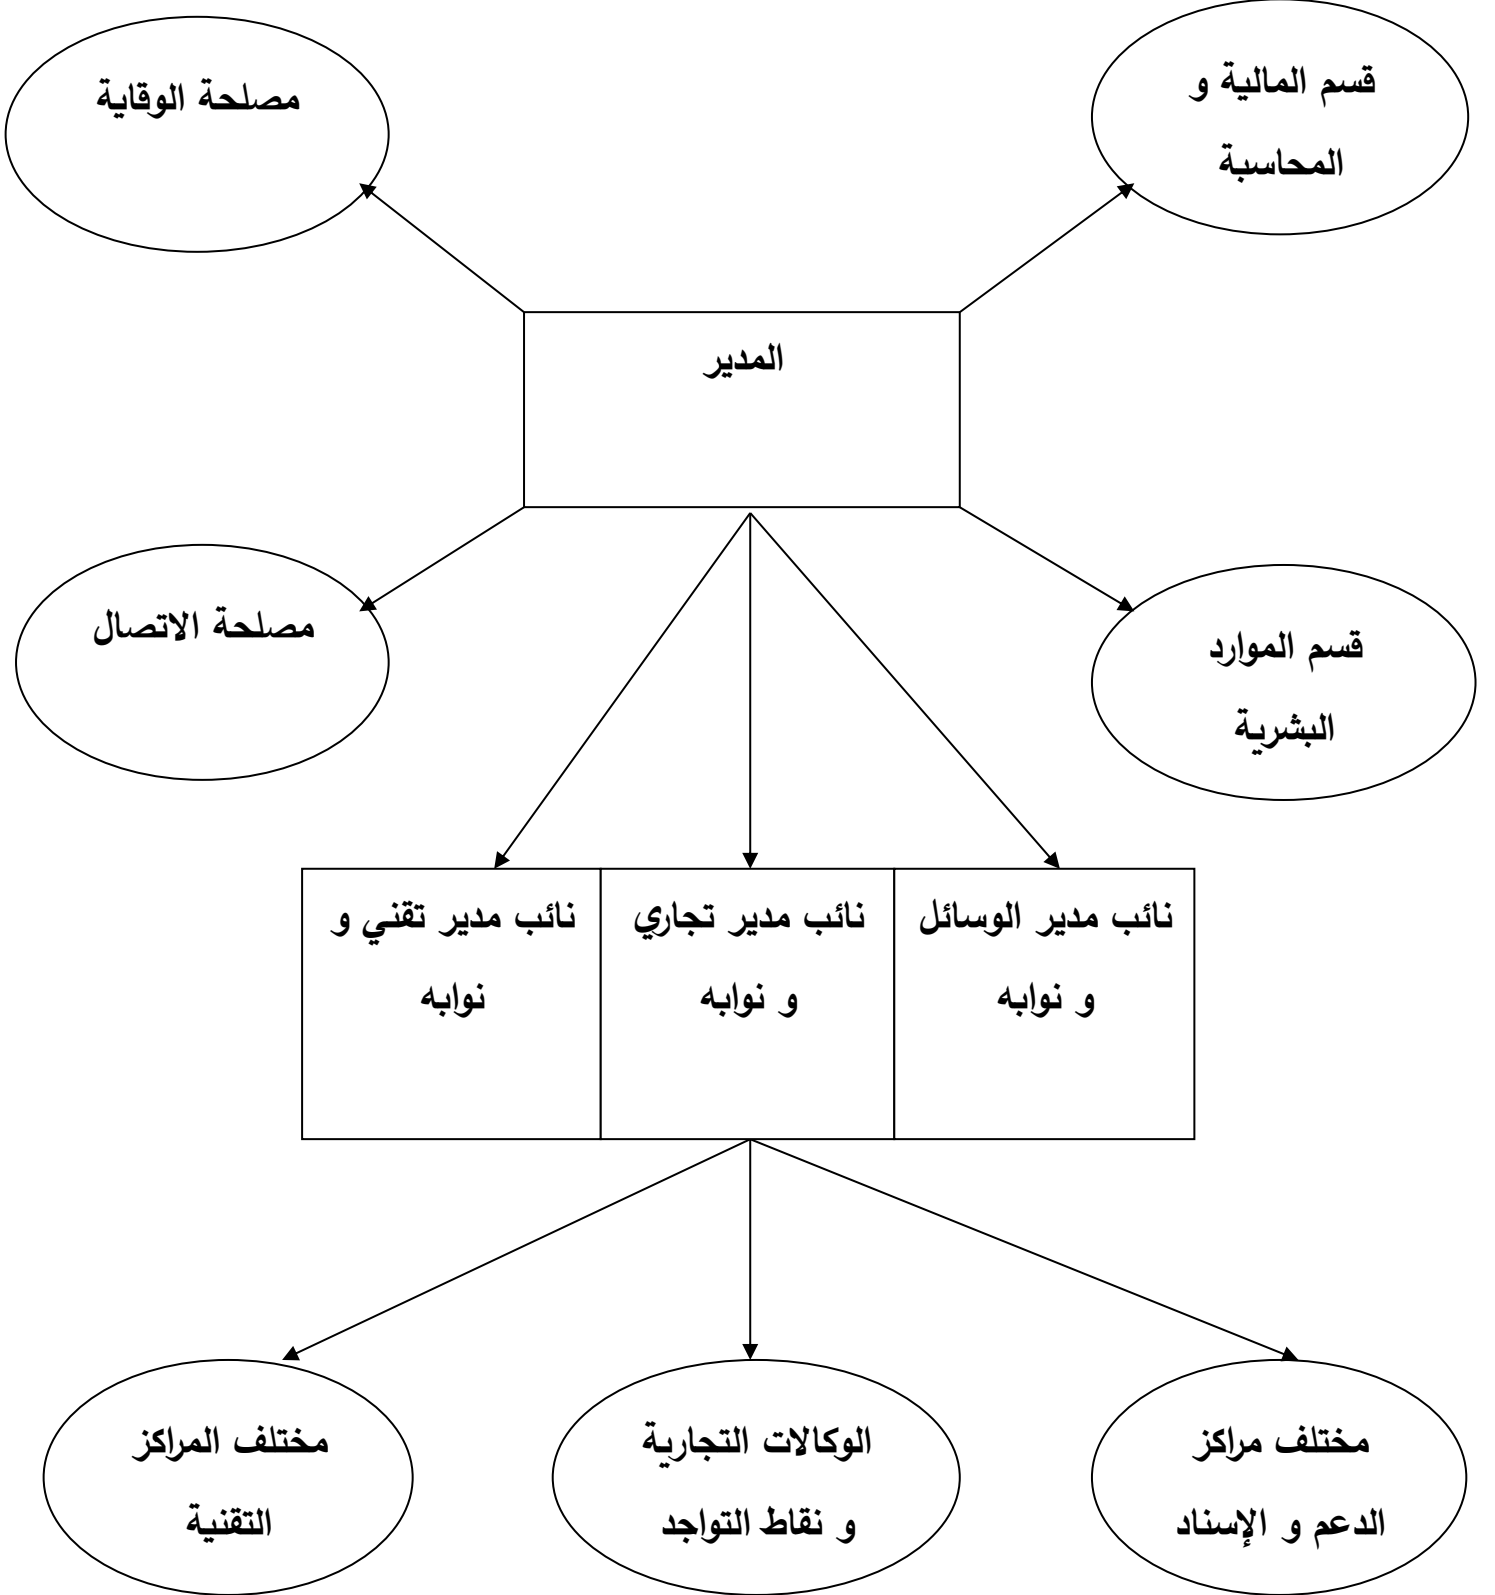 قسم المالية و
المحاسبة
مصلحة الوقاية
المدير
قسم الموارد
البشرية
مصلحة الاتصال
نائب مدير الوسائل
و نوابه
نائب مدير تجاري
و نوابه
نائب مدير تقني و
نوابه
مختلف مراكز
الدعم و الإسناد
الوكالات التجارية
و نقاط التواجد
مختلف المراكز
التقنية